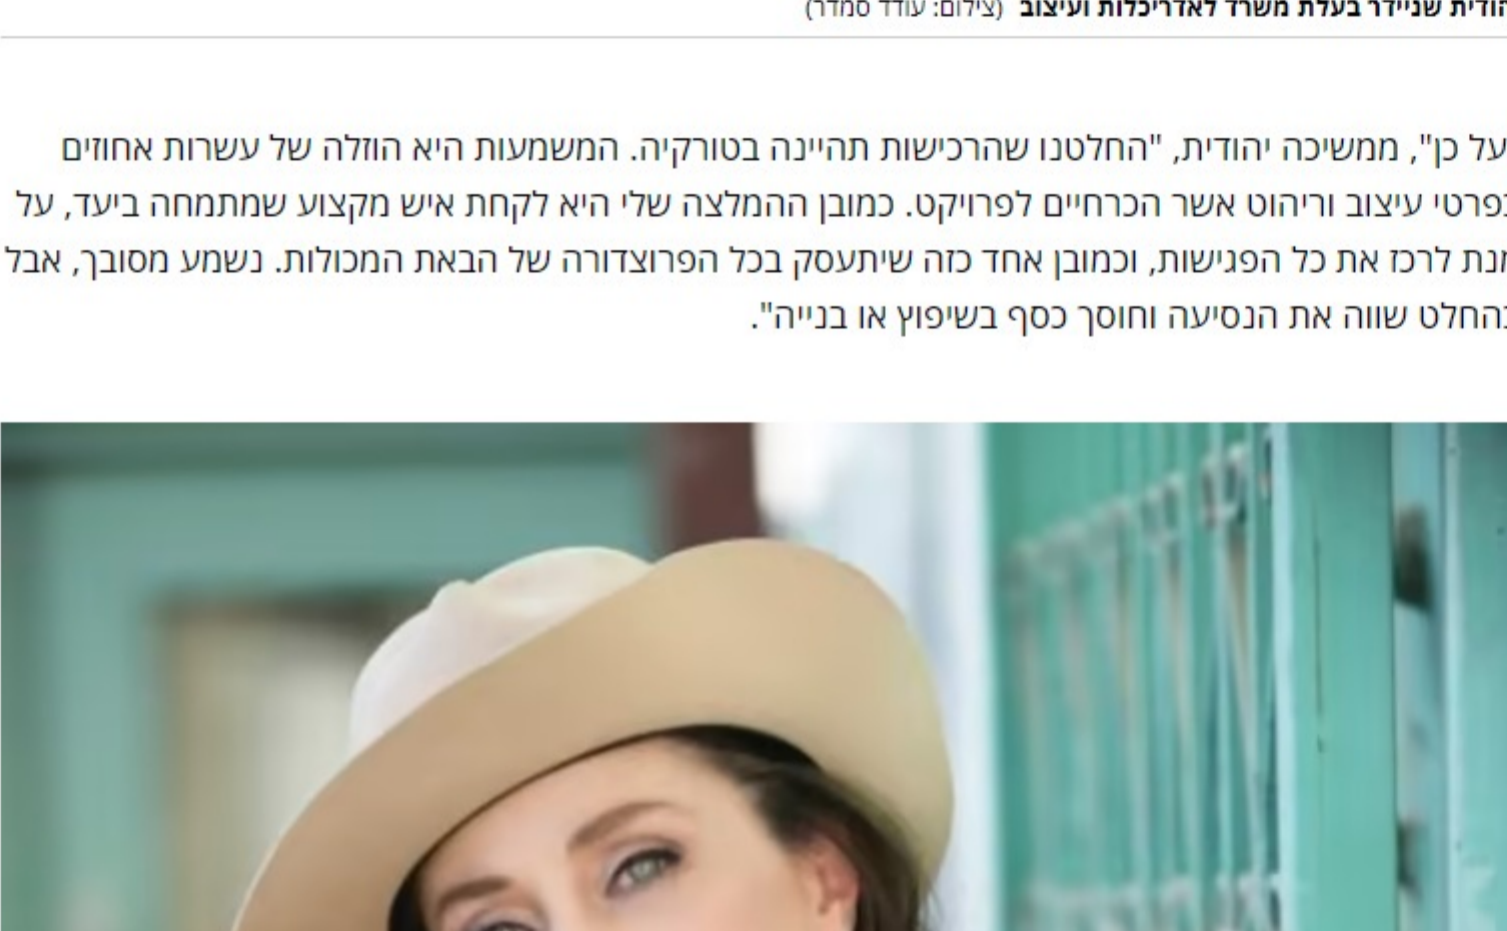 שניידר בעלת משרד לאדריכלות ועיצוב (צילום: עודד סמדר)
על כן", ממשיכה יהודית, "החלטנו שהרכישות תהיינה בטורקיה. המשמעות היא הוזלה של עשרות אחוזים
עיצוב וריהוט אשר הכרחיים לפרויקט. כמובן ההמלצה שלי היא לקחת איש מקצוע שמתמחה ביעד, על
לרכז את כל הפגישות, וכמובן אחד כזה שיתעסק בכל הפרוצדורה של הבאת המכולות. נשמע מסובך, אבל
שווה את הנסיעה וחוסך כסף בשיפוץ או בנייה".